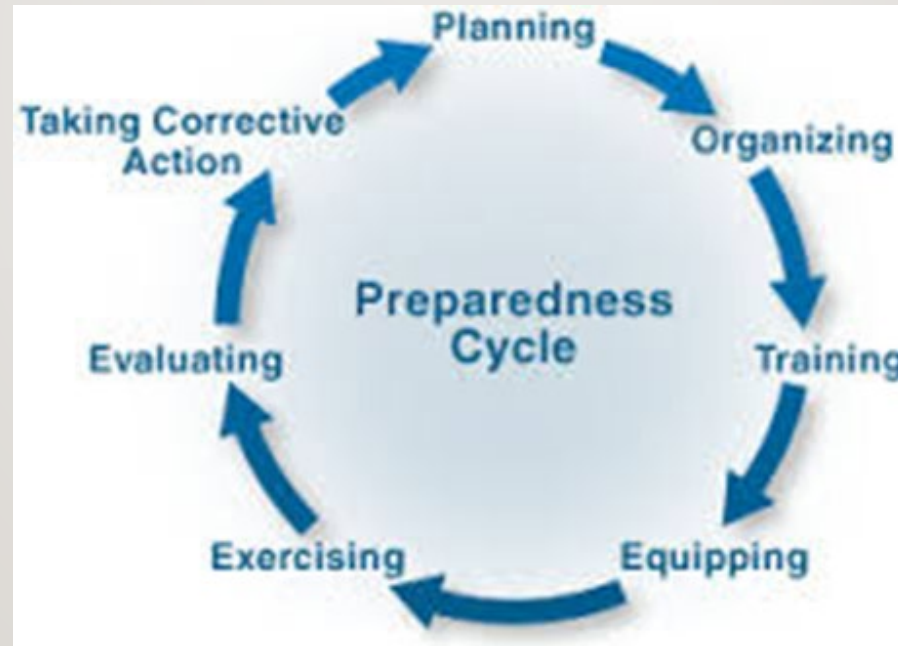 Planning
Organizing
Training
Equipping
Exercising
Evaluating
Taking Corrective
Action
Preparedness
Cycle